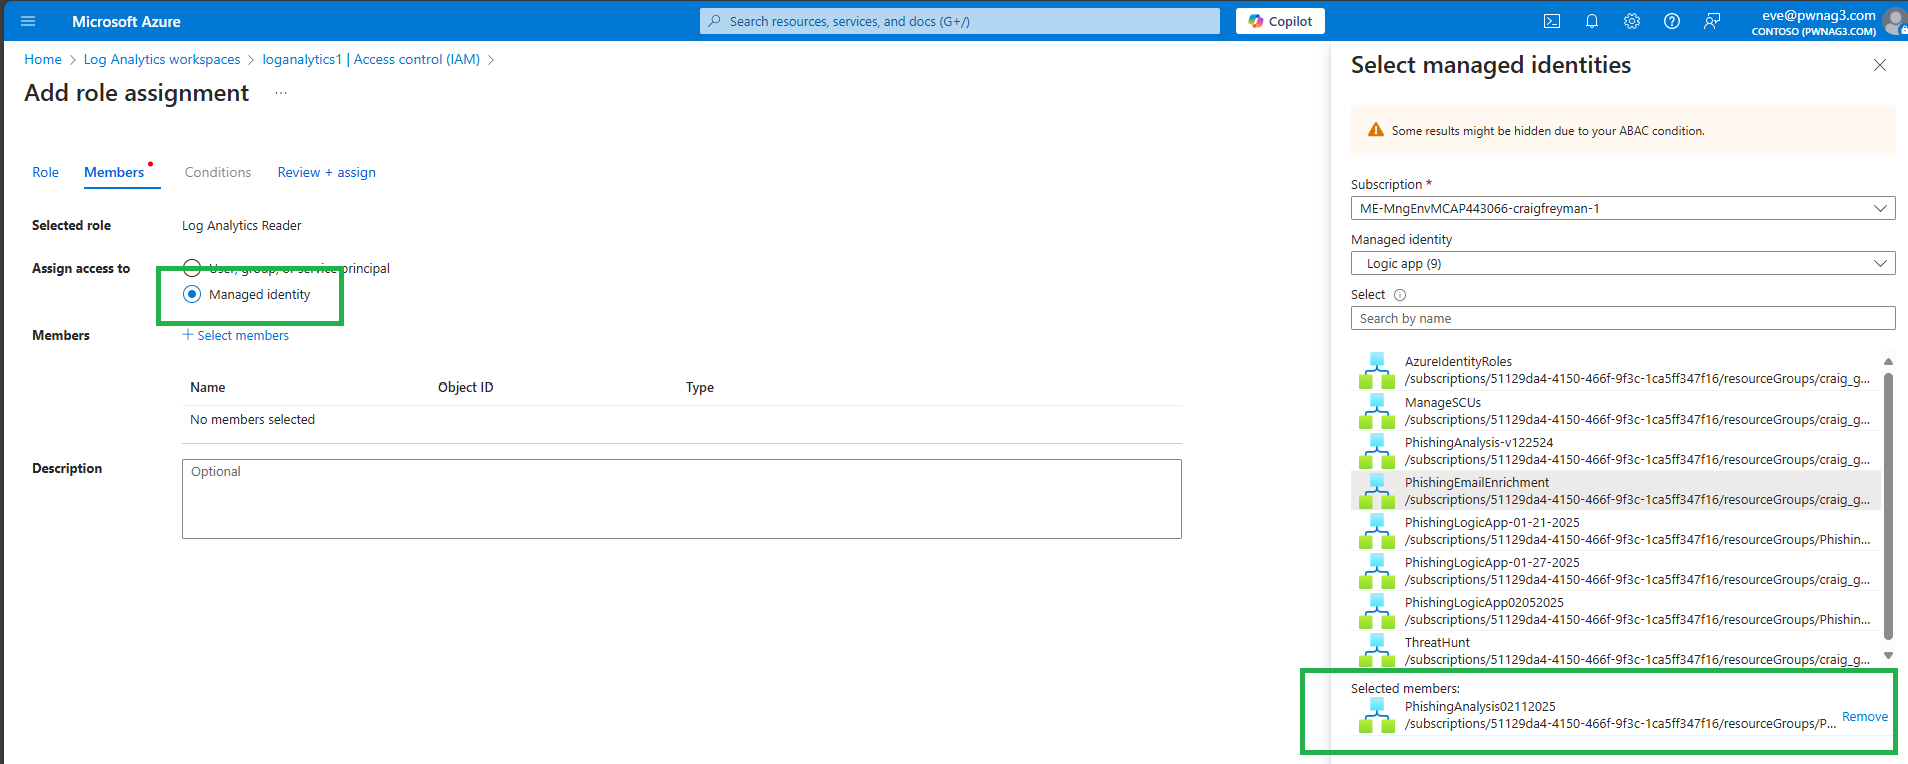 Microsoft Azure
Search resources, services, and docs (G+/)
Copilot
eve@pwnag3.com
CONTOSO (PWNAG3.COM)
Home > Log Analytics workspaces > loganalytics1 | Access control (IAM) >
Add role assignment ...
Role
Members
Conditions
Review + assign
Selected role
Log Analytics Reader
Assign access to
User, group, or service principal
Managed identity
Members
+ Select members
Name
Object ID
Type
No members selected
Description
Optional
Select managed identities
Some results might be hidden due to your ABAC condition.
Subscription *
ME-MngEnvMCAP443066-craigfreyman-1
Managed identity
Logic app (9)
Select
Search by name
AzureIdentityRoles
/subscriptions/51129da4-4150-466f-9f3c-1ca5ff347f16/resourceGroups/craig_g...
ManageSCUs
/subscriptions/51129da4-4150-466f-9f3c-1ca5ff347f16/resourceGroups/craig_g...
PhishingAnalysis-v122524
/subscriptions/51129da4-4150-466f-9f3c-1ca5ff347f16/resourceGroups/craig_g...
PhishingEmailEnrichment
/subscriptions/51129da4-4150-466f-9f3c-1ca5ff347f16/resourceGroups/craig_g...
PhishingLogicApp-01-21-2025
/subscriptions/51129da4-4150-466f-9f3c-1ca5ff347f16/resourceGroups/Phishin...
PhishingLogicApp-01-27-2025
/subscriptions/51129da4-4150-466f-9f3c-1ca5ff347f16/resourceGroups/craig_g...
PhishingLogicApp02052025
/subscriptions/51129da4-4150-466f-9f3c-1ca5ff347f16/resourceGroups/Phishin...
ThreatHunt
/subscriptions/51129da4-4150-466f-9f3c-1ca5ff347f16/resourceGroups/craig_g...
Selected members:
PhishingAnalysis02112025
/subscriptions/51129da4-4150-466f-9f3c-1ca5ff347f16/resourceGroups/P...
Remove